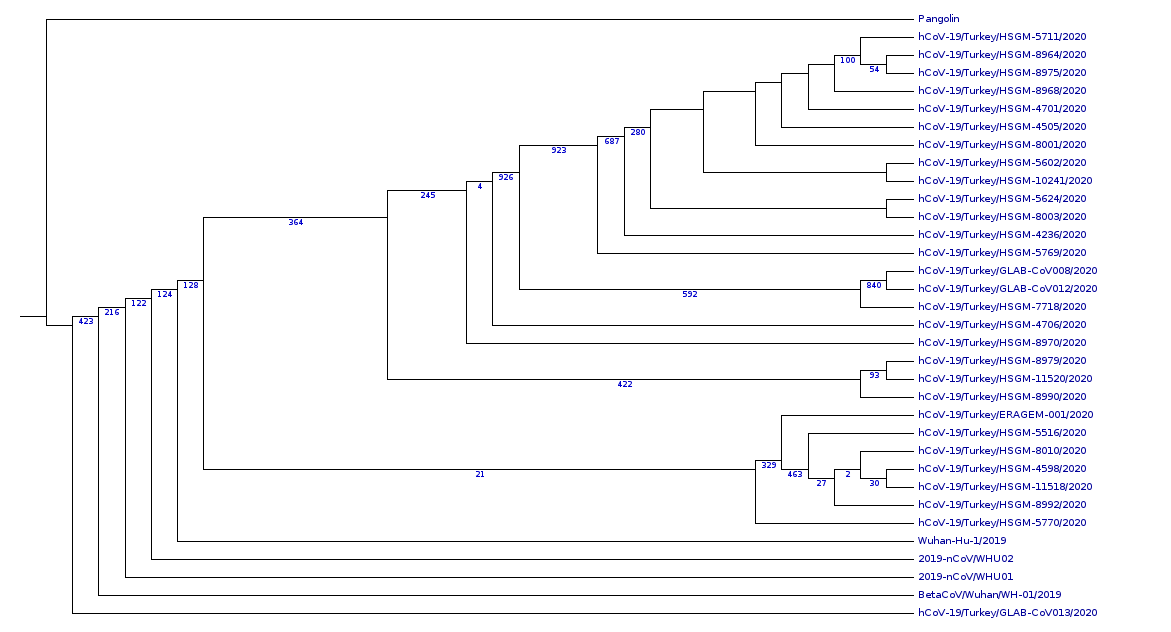 Pangolin
hCoV-19/Turkey/HSGM-5711/2020
hCoV-19/Turkey/HSGM-8964/2020
100
54
hCoV-19/Turkey/HSGM-8975/2020
hCoV-19/Turkey/HSGM-8968/2020
hCoV-19/Turkey/HSGM-4701/2020
hCoV-19/Turkey/HSGM-4505/2020
280
687
hCoV-19/Turkey/HSGM-8001/2020
923
hCoV-19/Turkey/HSGM-5602/2020
926
hCoV-19/Turkey/HSGM-10241/2020
4
245
hCoV-19/Turkey/HSGM-5624/2020
hCoV-19/Turkey/HSGM-8003/2020
364
hCoV-19/Turkey/HSGM-4236/2020
hCoV-19/Turkey/HSGM-5769/2020
hCoV-19/Turkey/GLAB-CoV008/2020
128
840
hCoV-19/Turkey/GLAB-CoV012/2020
124
592
122
hCoV-19/Turkey/HSGM-7718/2020
216
423
hCoV-19/Turkey/HSGM-4706/2020
hCoV-19/Turkey/HSGM-8970/2020
hCoV-19/Turkey/HSGM-8979/2020
93
hCoV-19/Turkey/HSGM-11520/2020
422
hCoV-19/Turkey/HSGM-8990/2020
hCoV-19/Turkey/ERAGEM-001/2020
hCoV-19/Turkey/HSGM-5516/2020
hCoV-19/Turkey/HSGM-8010/2020
329
hCoV-19/Turkey/HSGM-4598/2020
21
463
2
27
30
hCoV-19/Turkey/HSGM-11518/2020
hCoV-19/Turkey/HSGM-8992/2020
hCoV-19/Turkey/HSGM-5770/2020
Wuhan-Hu-1/2019
2019-nCoV/WHU02
2019-nCoV/WHU01
BetaCoV/Wuhan/WH-01/2019
hCoV-19/Turkey/GLAB-CoV013/2020